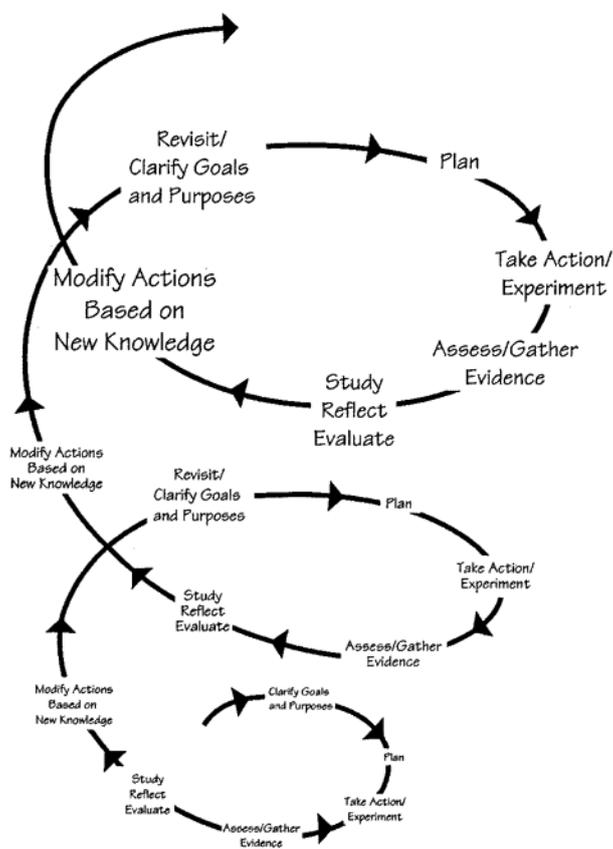 Revisit/
Clarify Goals
and Purposes
Plan
Take Action/
Experiment
Assess/Gather
Evidence
Study
Reflect
Evaluate
Modify Actions
Based on
New Knowledge
Modify Actions
Based on
New Knowledge
Revisit/
Clarify Goals
and Purposes
Plan
Take Action/
Experiment
Assess/Gather
Evidence
Study
Reflect
Evaluate
Modify Actions
Based on
New Knowledge
Clarify Goals
and Purposes
Plan
Take Action/
Experiment
Assess/Gather
Evidence
Study
Reflect
Evaluate